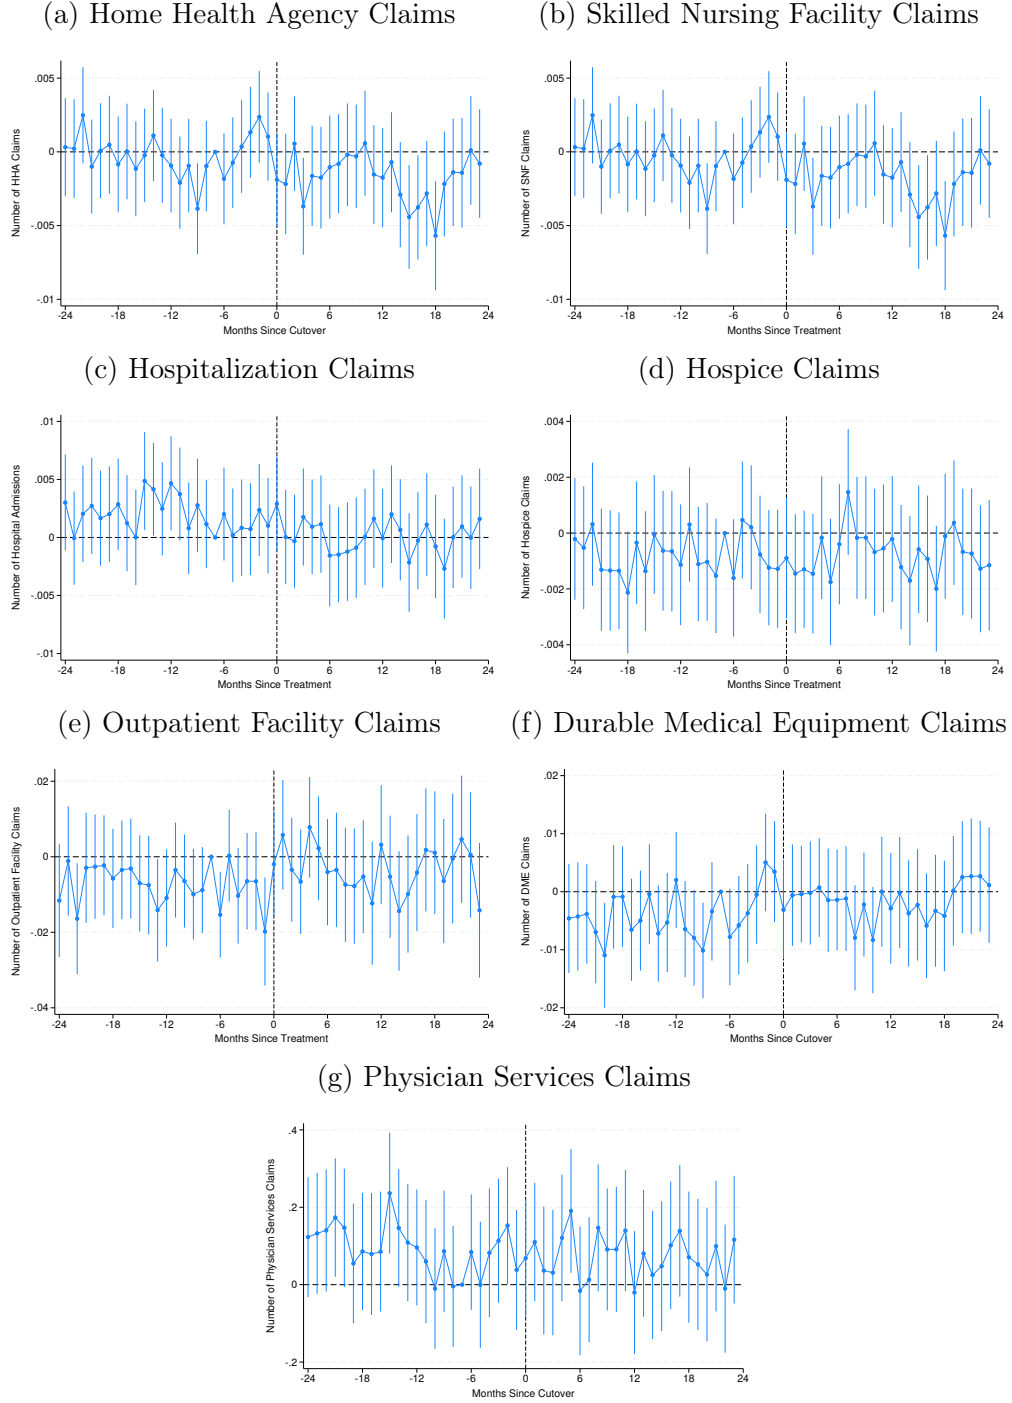 (a) Home Health Agency Claims
Number of HHA Claims
.005
0
-.005
-.01
-24 -18 -12 -6 0 6 12 18 24
Months Since Cutover
(b) Skilled Nursing Facility Claims
Number of SNF Claims
.005
0
-.005
-.01
-24 -18 -12 -6 0 6 12 18 24
Months Since Treatment
(c) Hospitalization Claims
Number of Hospital Admissions
.01
.005
0
-.005
-.01
-24 -18 -12 -6 0 6 12 18 24
Months Since Treatment
(d) Hospice Claims
Number of Hospice Claims
.004
.002
0
-.002
-.004
-24 -18 -12 -6 0 6 12 18 24
Months Since Treatment
(e) Outpatient Facility Claims
Number of Outpatient Facility Claims
.02
0
-.02
-.04
-24 -18 -12 -6 0 6 12 18 24
Months Since Treatment
(f) Durable Medical Equipment Claims
Number of DME Claims
.02
.01
0
-.01
-.02
-24 -18 -12 -6 0 6 12 18 24
Months Since Cutover
(g) Physician Services Claims
Number of Physician Services Claims
.4
.2
0
-.2
-24 -18 -12 -6 0 6 12 18 24
Months Since Cutover